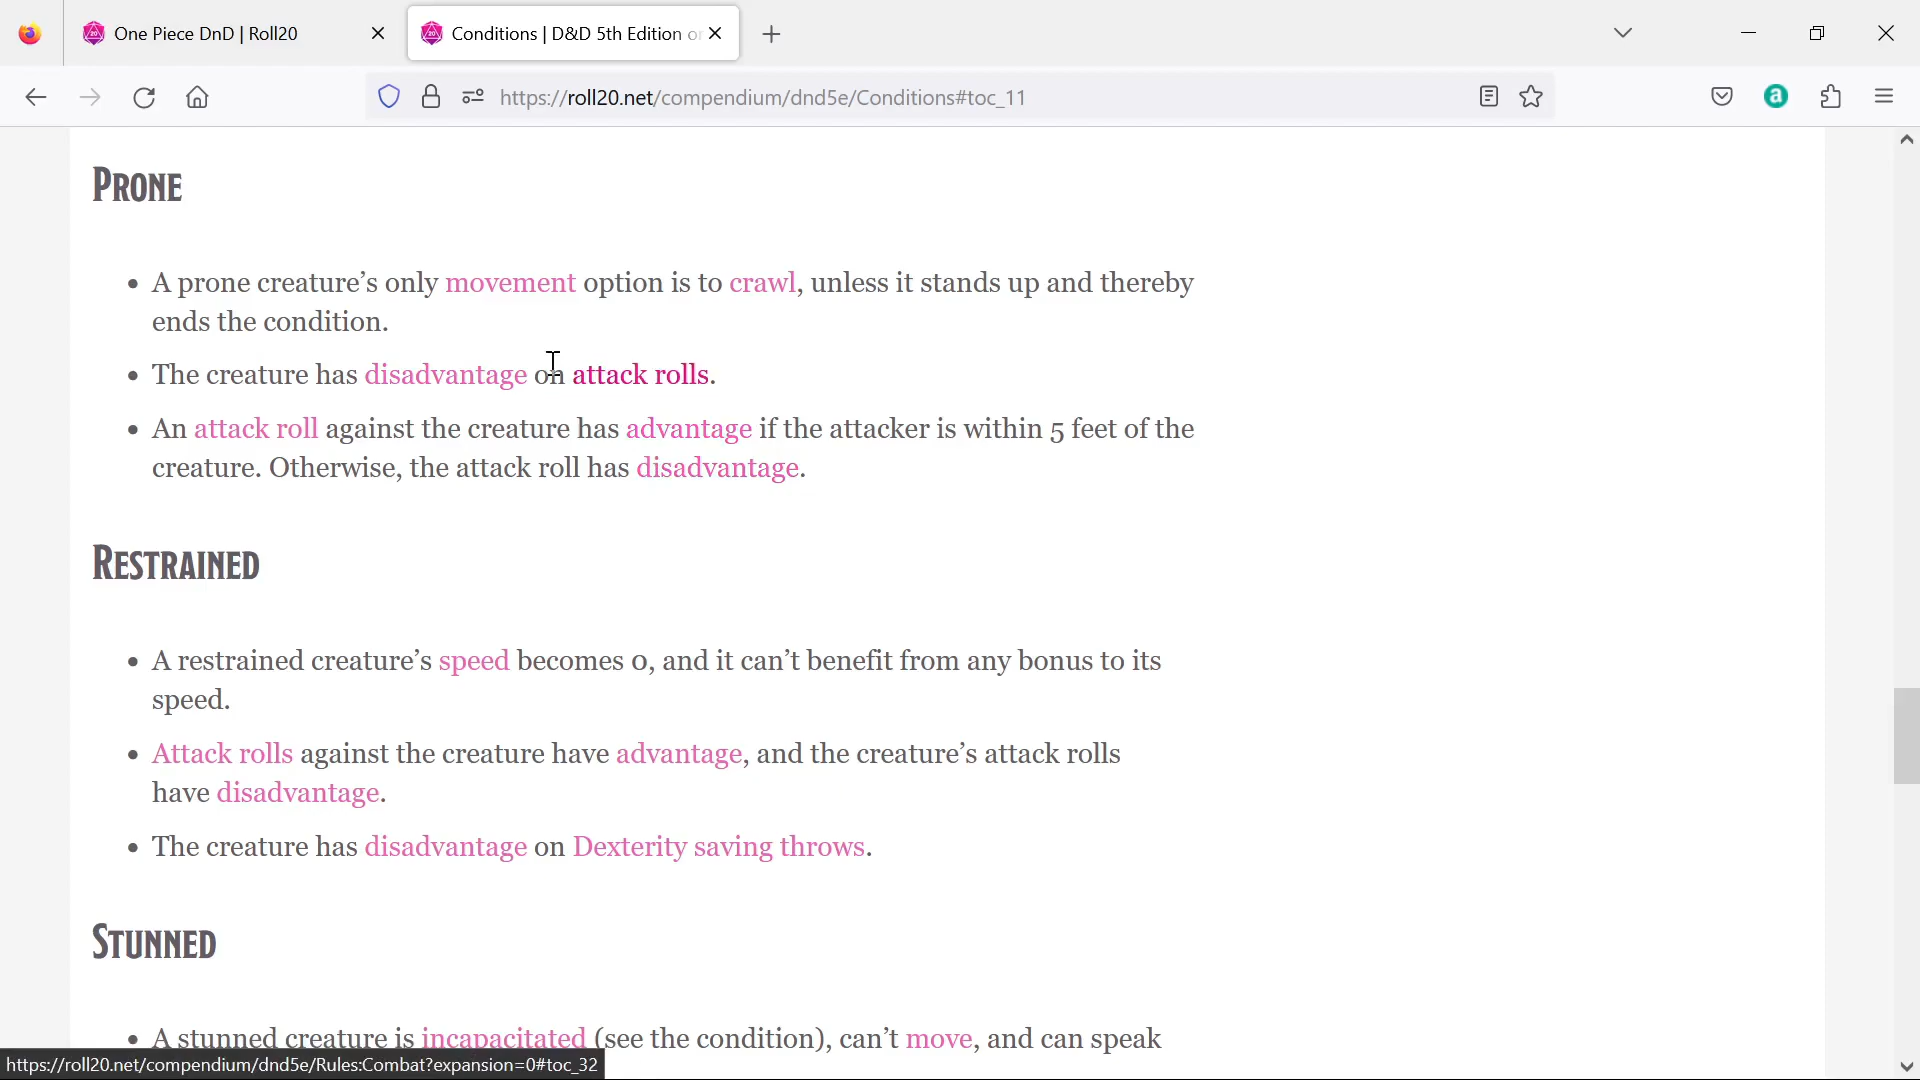 One Piece DnD | Roll20
Conditions | D&D 5th Edition o
https://roll20.net/compendium/dnd5e/Conditions#toc_11
a
PRONE
• A prone creature’s only movement option is to crawl, unless it stands up and thereby
ends the condition.
• The creature has disadvantage on attack rolls.
• An attack roll against the creature has advantage if the attacker is within 5 feet of the
creature. Otherwise, the attack roll has disadvantage.
RESTRAINED
• A restrained creature’s speed becomes 0, and it can’t benefit from any bonus to its
speed.
• Attack rolls against the creature have advantage, and the creature’s attack rolls
have disadvantage.
• The creature has disadvantage on Dexterity saving throws.
STUNNED
• A stunned creature is incapacitated (see the condition), can’t move, and can speak
https://roll20.net/compendium/dnd5e/Rules:Combat?expansion=0#toc_32